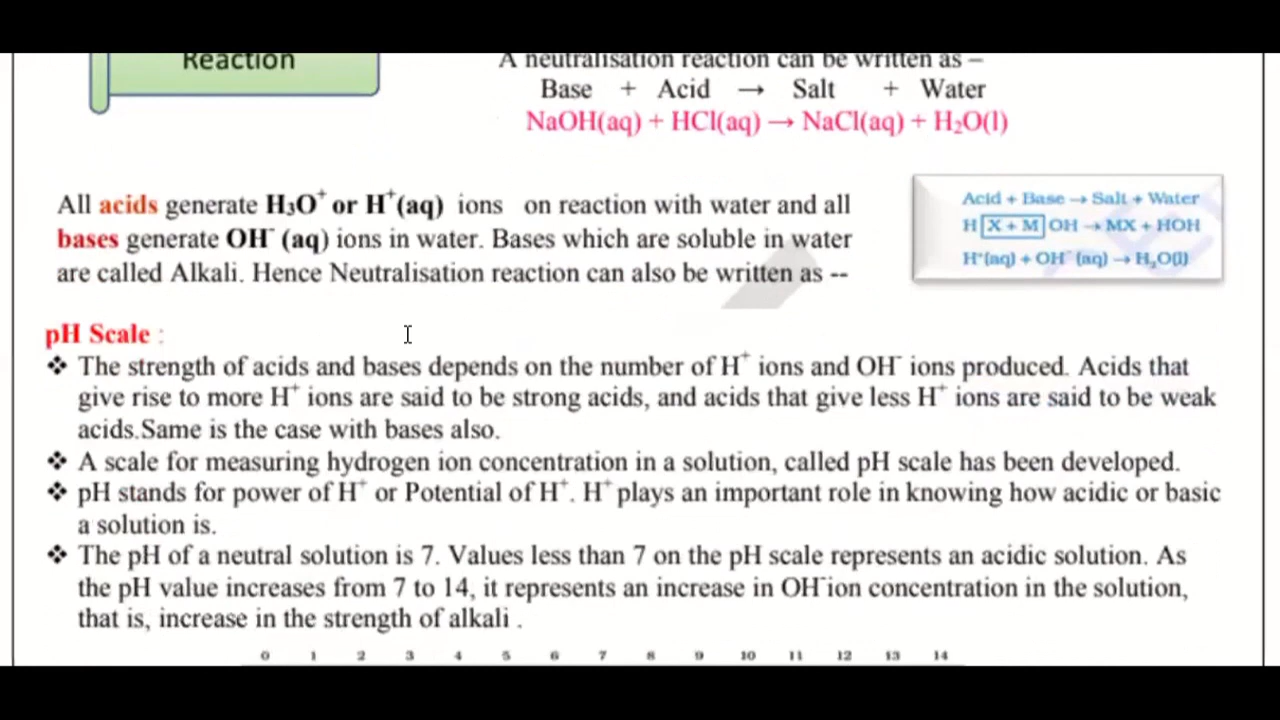 Reaction
A neutralisation reaction can be written as –
Base + Acid → Salt + Water
NaOH(aq) + HCl(aq) → NaCl(aq) + H₂O(l)
All acids generate H₃O⁺ or H⁺(aq) ions on reaction with water and all
bases generate OH⁻ (aq) ions in water. Bases which are soluble in water
are called Alkali. Hence Neutralisation reaction can also be written as --
Acid + Base → Salt + Water
H X + M OH → MX + HOH
H⁺(aq) + OH⁻ (aq) → H₂O(l)
pH Scale :
❖ The strength of acids and bases depends on the number of H⁺ ions and OH⁻ ions produced. Acids that
give rise to more H⁺ ions are said to be strong acids, and acids that give less H⁺ ions are said to be weak
acids.Same is the case with bases also.
❖ A scale for measuring hydrogen ion concentration in a solution, called pH scale has been developed.
❖ pH stands for power of H⁺ or Potential of H⁺. H⁺ plays an important role in knowing how acidic or basic
a solution is.
❖ The pH of a neutral solution is 7. Values less than 7 on the pH scale represents an acidic solution. As
the pH value increases from 7 to 14, it represents an increase in OH⁻ion concentration in the solution,
that is, increase in the strength of alkali .
0 1 2 3 4 5 6 7 8 9 10 11 12 13 14